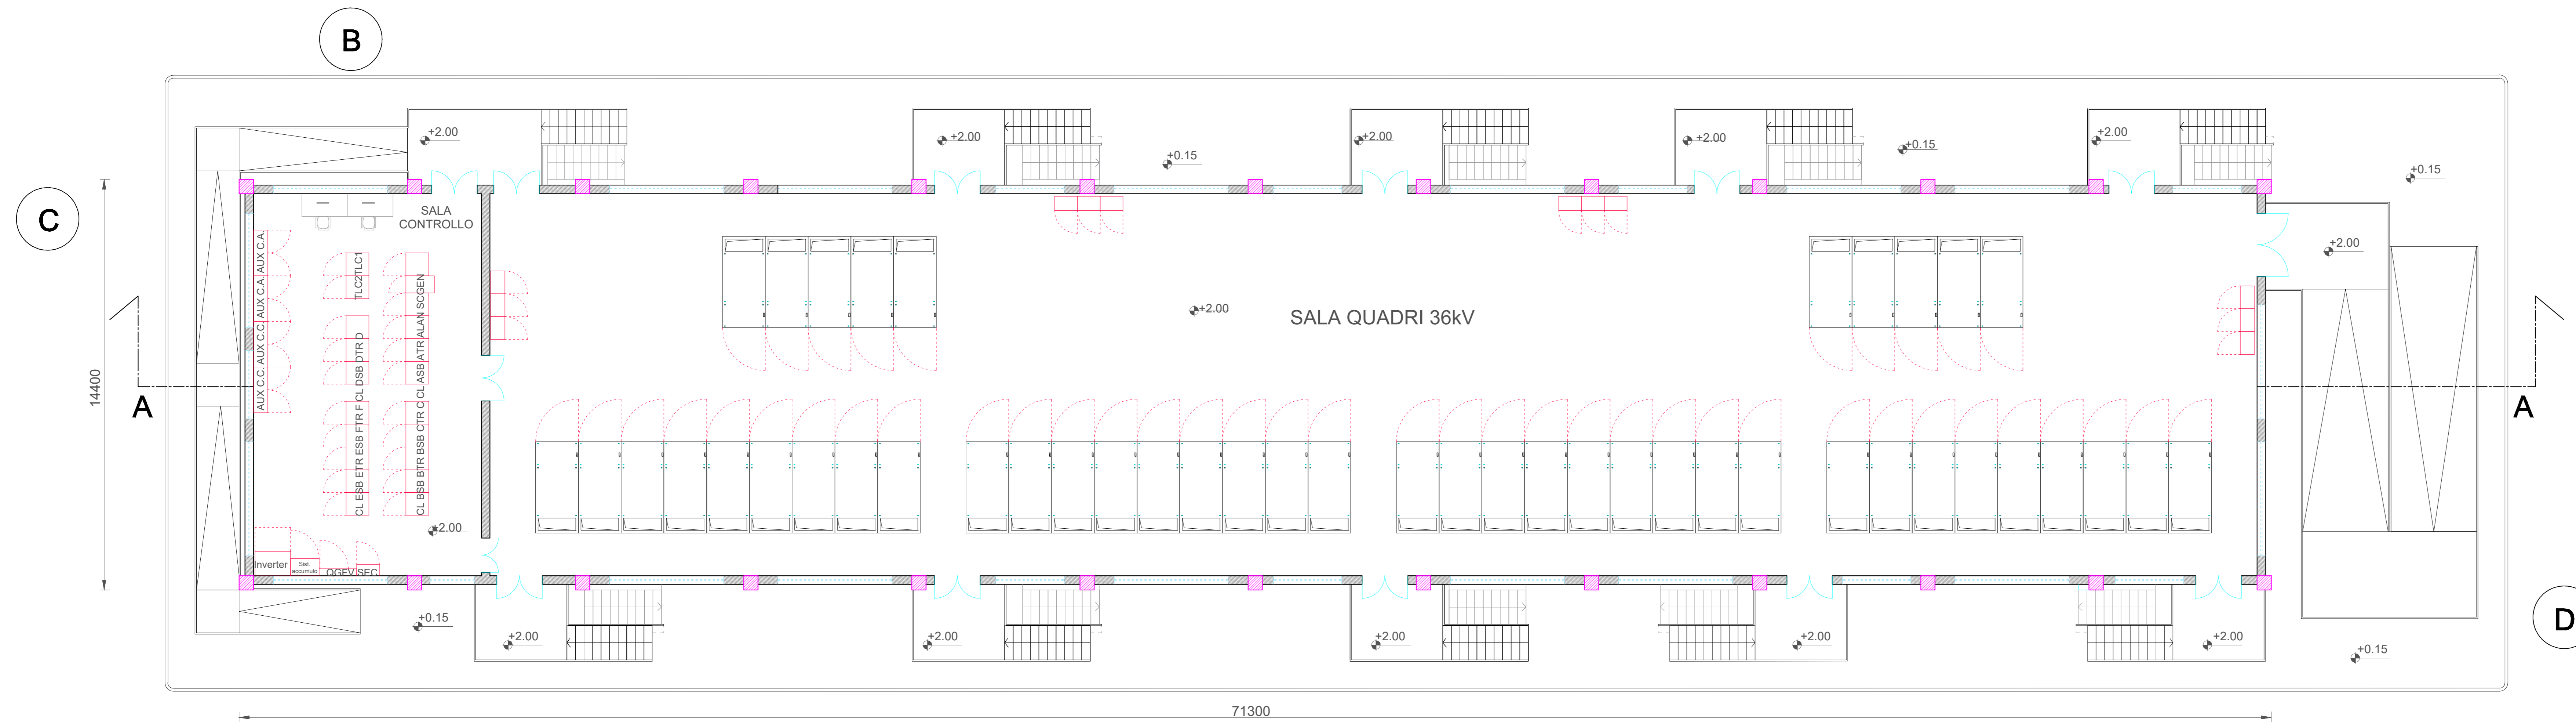 B
C
+2.00
+2.00
+2.00
+2.00
+2.00
+0.15
+0.15
+0.15
SALA
CONTROLLO
AUX C.C. AUX C.C. AUX C.A. AUX C.A.
TLC2TLC1
CL DSB DTR D
CL ESB ETR ESB FTR F
CL ASB ATR ALAN SCGEN
CL BSB BTR BSB CTR C
+2.00
+2.00
SALA QUADRI 36kV
+2.00
14400
A
A
+2.00
Inverter
Sist.
accumulo
QGFV SEC
+0.15
+2.00
+2.00
+2.00
+2.00
+2.00
+0.15
D
71300